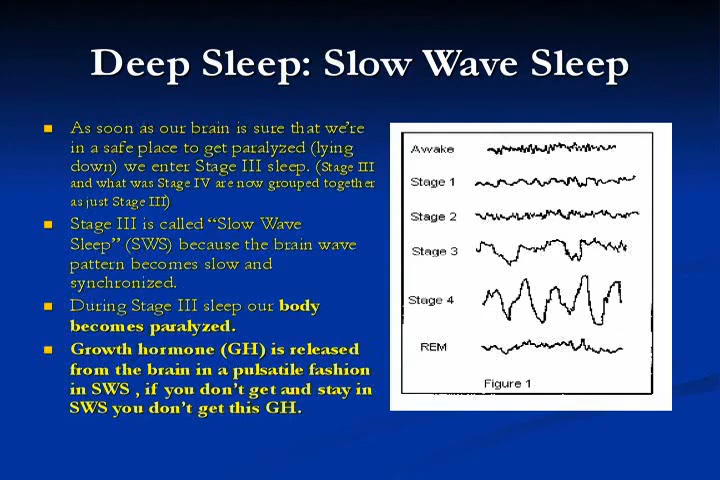 Deep Sleep: Slow Wave Sleep
As soon as our brain is sure that we're
in a safe place to get paralyzed (lying
down) we enter Stage III sleep. (Stage III
and what was Stage IV are now grouped together
as just Stage III)
Stage III is called "Slow Wave
Sleep" (SWS) because the brain wave
pattern becomes slow and
synchronized.
During Stage III sleep our body
becomes paralyzed.
Growth hormone (GH) is released
from the brain in a pulsatile fashion
in SWS , if you don't get and stay in
SWS you don't get this GH.
Awake
Stage 1
Stage 2
Stage 3
Stage 4
REM
Figure 1